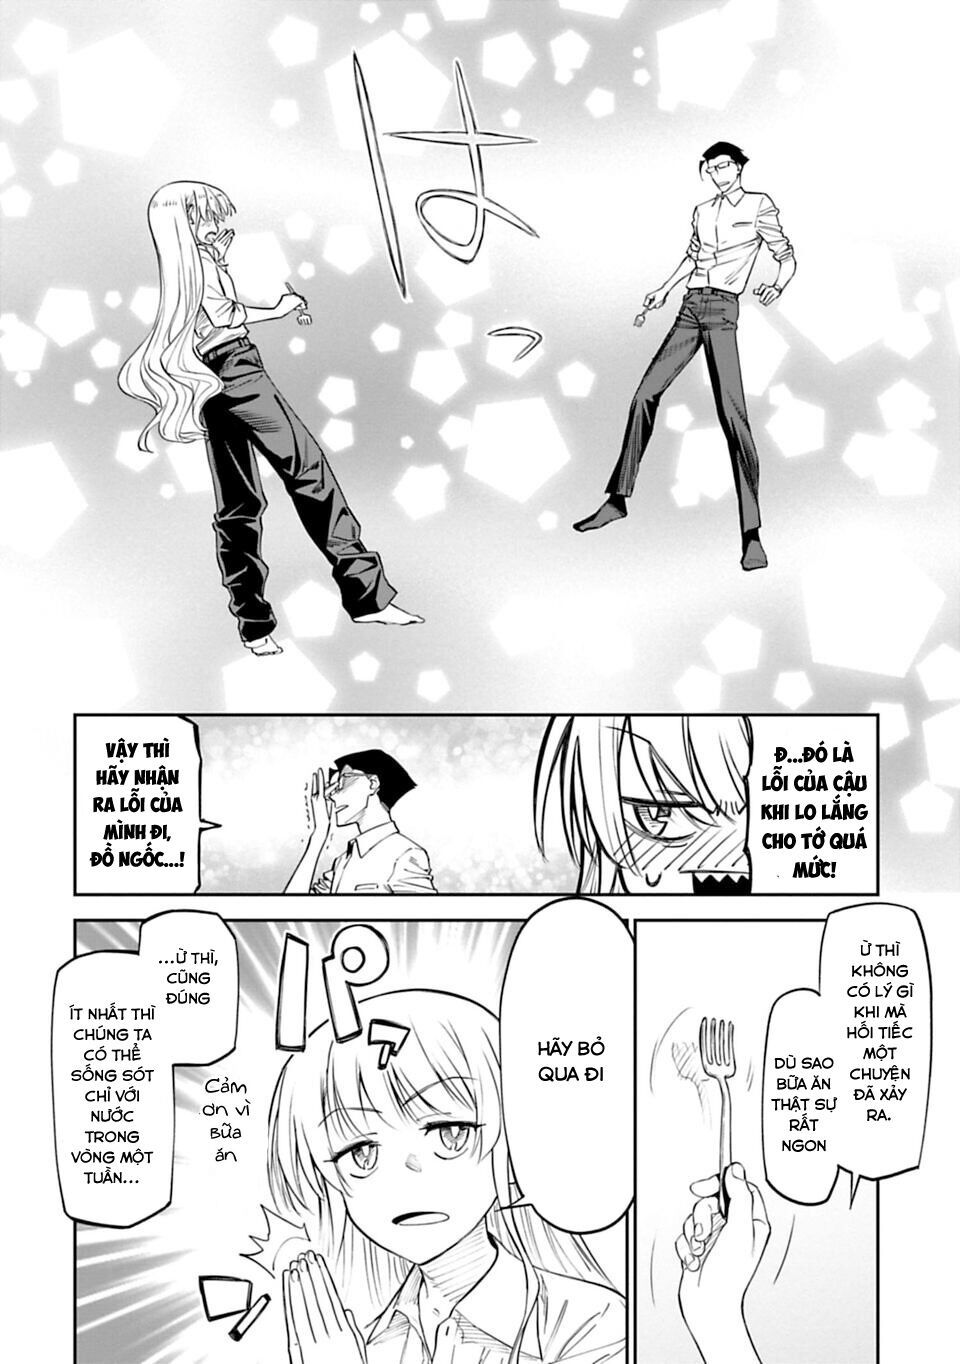 はっ
Đ...ĐÓ LÀ
LỖI CỦA CẬU
KHI LO LẮNG
CHO TỚ QUÁ
MỨC!
VẬY THÌ
HÃY NHẬN
RA LỖI CỦA
MÌNH ĐI,
ĐỒ NGỐC...!
Ừ THÌ
KHÔNG
CÓ LÝ GÌ
KHI MÀ
HỐI TIẾC
MỘT
CHUYỆN
ĐÃ XẢY
RA.
DÙ SAO
BỮA ĂN
THẬT SỰ
RẤT
NGON
HÃY BỎ
QUA ĐI
パン
...Ừ THÌ,
CŨNG
ĐÚNG
ÍT NHẤT THÌ
CHÚNG TA
CÓ THỂ
SỐNG SÓT
CHỈ VỚI
NƯỚC
TRONG
VÒNG MỘT
TUẦN...
Cảm
ơn vì
bữa
ăn